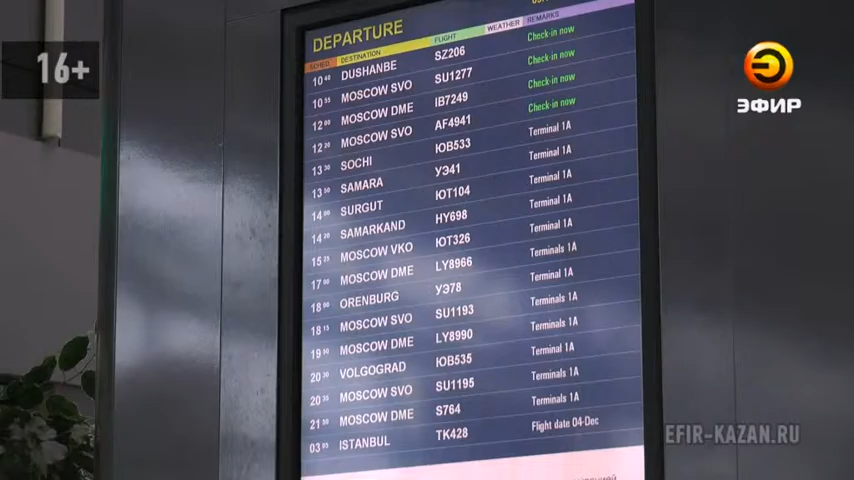 16+
DEPARTURE
SCHED DESTINATION FLIGHT WEATHER REMARKS
10 40 DUSHANBE SZ206 Check-in now
10 55 MOSCOW SVO SU1277 Check-in now
12 00 MOSCOW DME IB7249 Check-in now
12 20 MOSCOW SVO AF4941 Check-in now
13 30 SOCHI ЮВ533 Terminal 1A
13 50 SAMARA УЭ41 Terminal 1A
14 00 SURGUT ЮТ104 Terminal 1A
14 20 SAMARKAND HY698 Terminal 1A
15 25 MOSCOW VKO ЮТ326 Terminal 1A
17 00 MOSCOW DME LY8966 Terminals 1A
18 00 ORENBURG УЭ78 Terminal 1A
18 15 MOSCOW SVO SU1193 Terminals 1A
19 50 MOSCOW DME LY8990 Terminals 1A
20 30 VOLGOGRAD ЮВ535 Terminal 1A
20 35 MOSCOW SVO SU1195 Terminals 1A
21 50 MOSCOW DME S764 Terminals 1A
03 05 ISTANBUL TK428 Flight date 04-Dec
ЭФИР
EFIR-KAZAN.RU